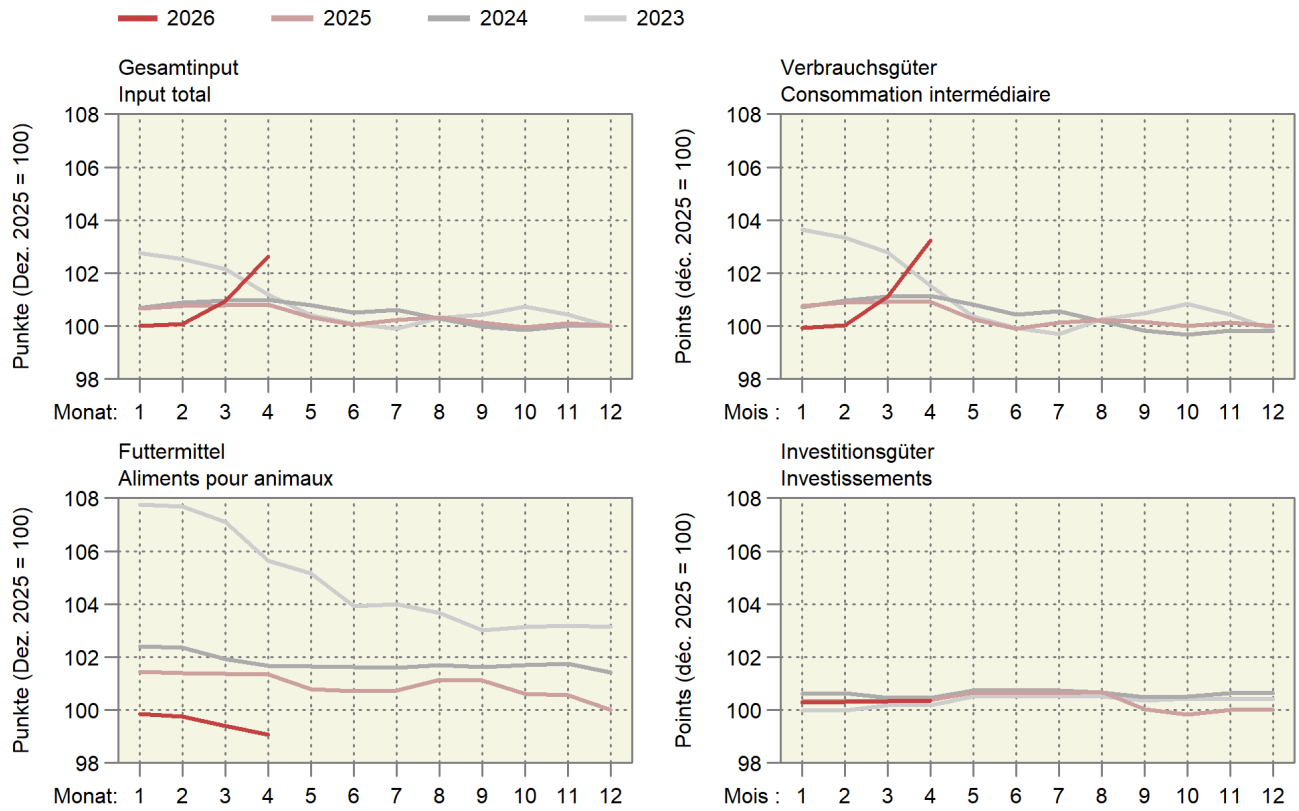 2026 2025 2024 2023
Gesamtinput
Input total
Punkte (Dez. 2025 = 100)
108
106
104
102
100
98
Monat: 1 2 3 4 5 6 7 8 9 10 11 12
Verbrauchsgüter
Consommation intermédiaire
Points (déc. 2025 = 100)
108
106
104
102
100
98
Mois : 1 2 3 4 5 6 7 8 9 10 11 12
Futtermittel
Aliments pour animaux
Punkte (Dez. 2025 = 100)
108
106
104
102
100
98
Monat: 1 2 3 4 5 6 7 8 9 10 11 12
Investitionsgüter
Investissements
Points (déc. 2025 = 100)
108
106
104
102
100
98
Mois : 1 2 3 4 5 6 7 8 9 10 11 12